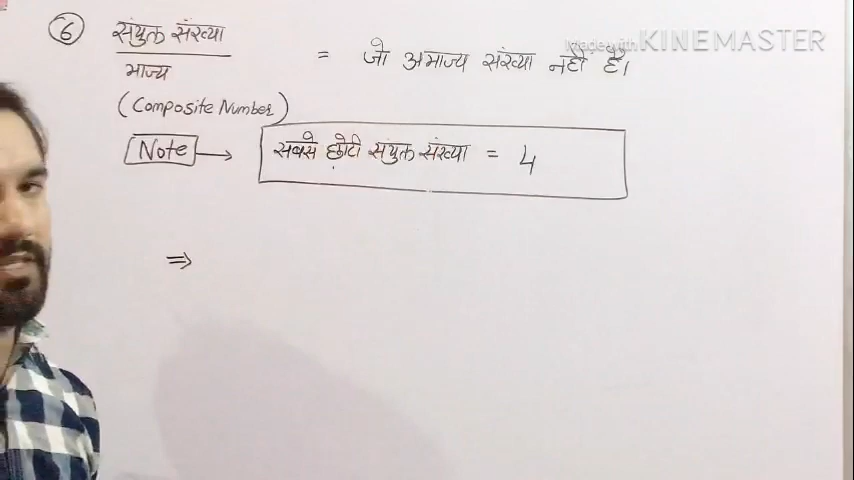 ⑥ संयुक्त संख्या
भाज्य
= जो अभाज्य संख्या नही है।
(Composite Number)
Note → सबसे छोटी संयुक्त संख्या = 4
⇒
Made with KINEMASTER